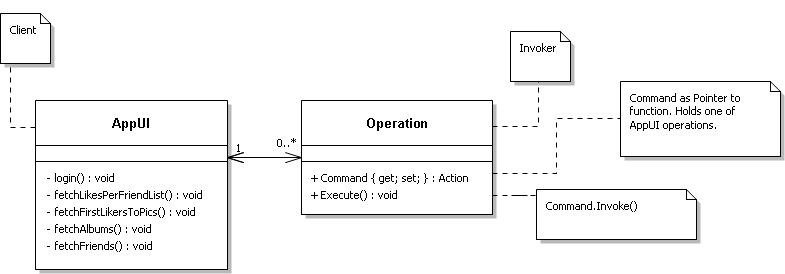 Client
Invoker
Command as Pointer to
function. Holds one of
AppUI operations.
AppUI
Operation
1
0..*
- login() : void
- fetchLikesPerFriendList() : void
- fetchFirstLikersToPics() : void
- fetchAlbums() : void
- fetchFriends() : void
+ Command { get; set; } : Action
+ Execute() : void
Command.Invoke()